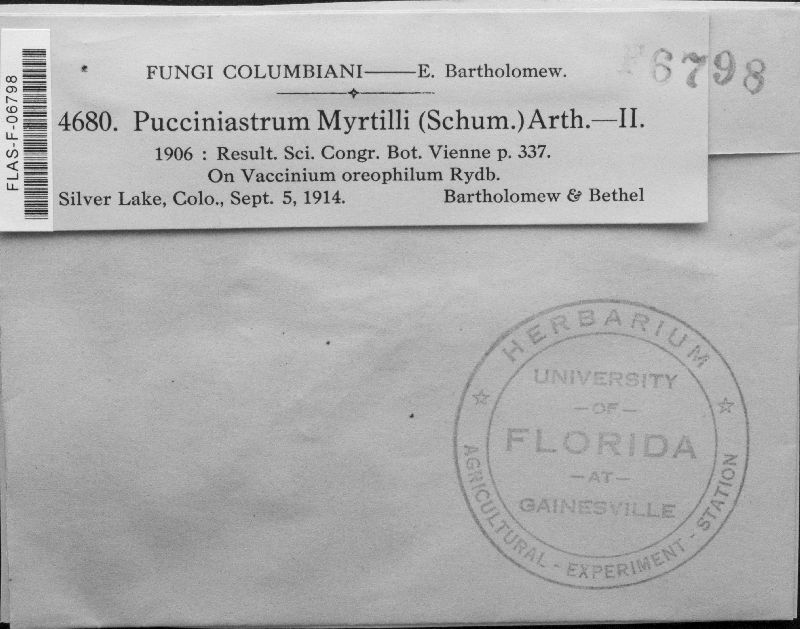 FLAS-F-06798
FUNGI COLUMBIANI——E. Bartholomew.
F6798
4680. Pucciniastrum Myrtilli (Schum.) Arth.—II.
1906 : Result. Sci. Congr. Bot. Vienne p. 337.
On Vaccinium oreophilum Rydb.
Silver Lake, Colo., Sept. 5, 1914. Bartholomew & Bethel
HERBARIUM
UNIVERSITY
—OF—
FLORIDA
—AT—
GAINESVILLE
AGRICULTURAL - EXPERIMENT - STATION